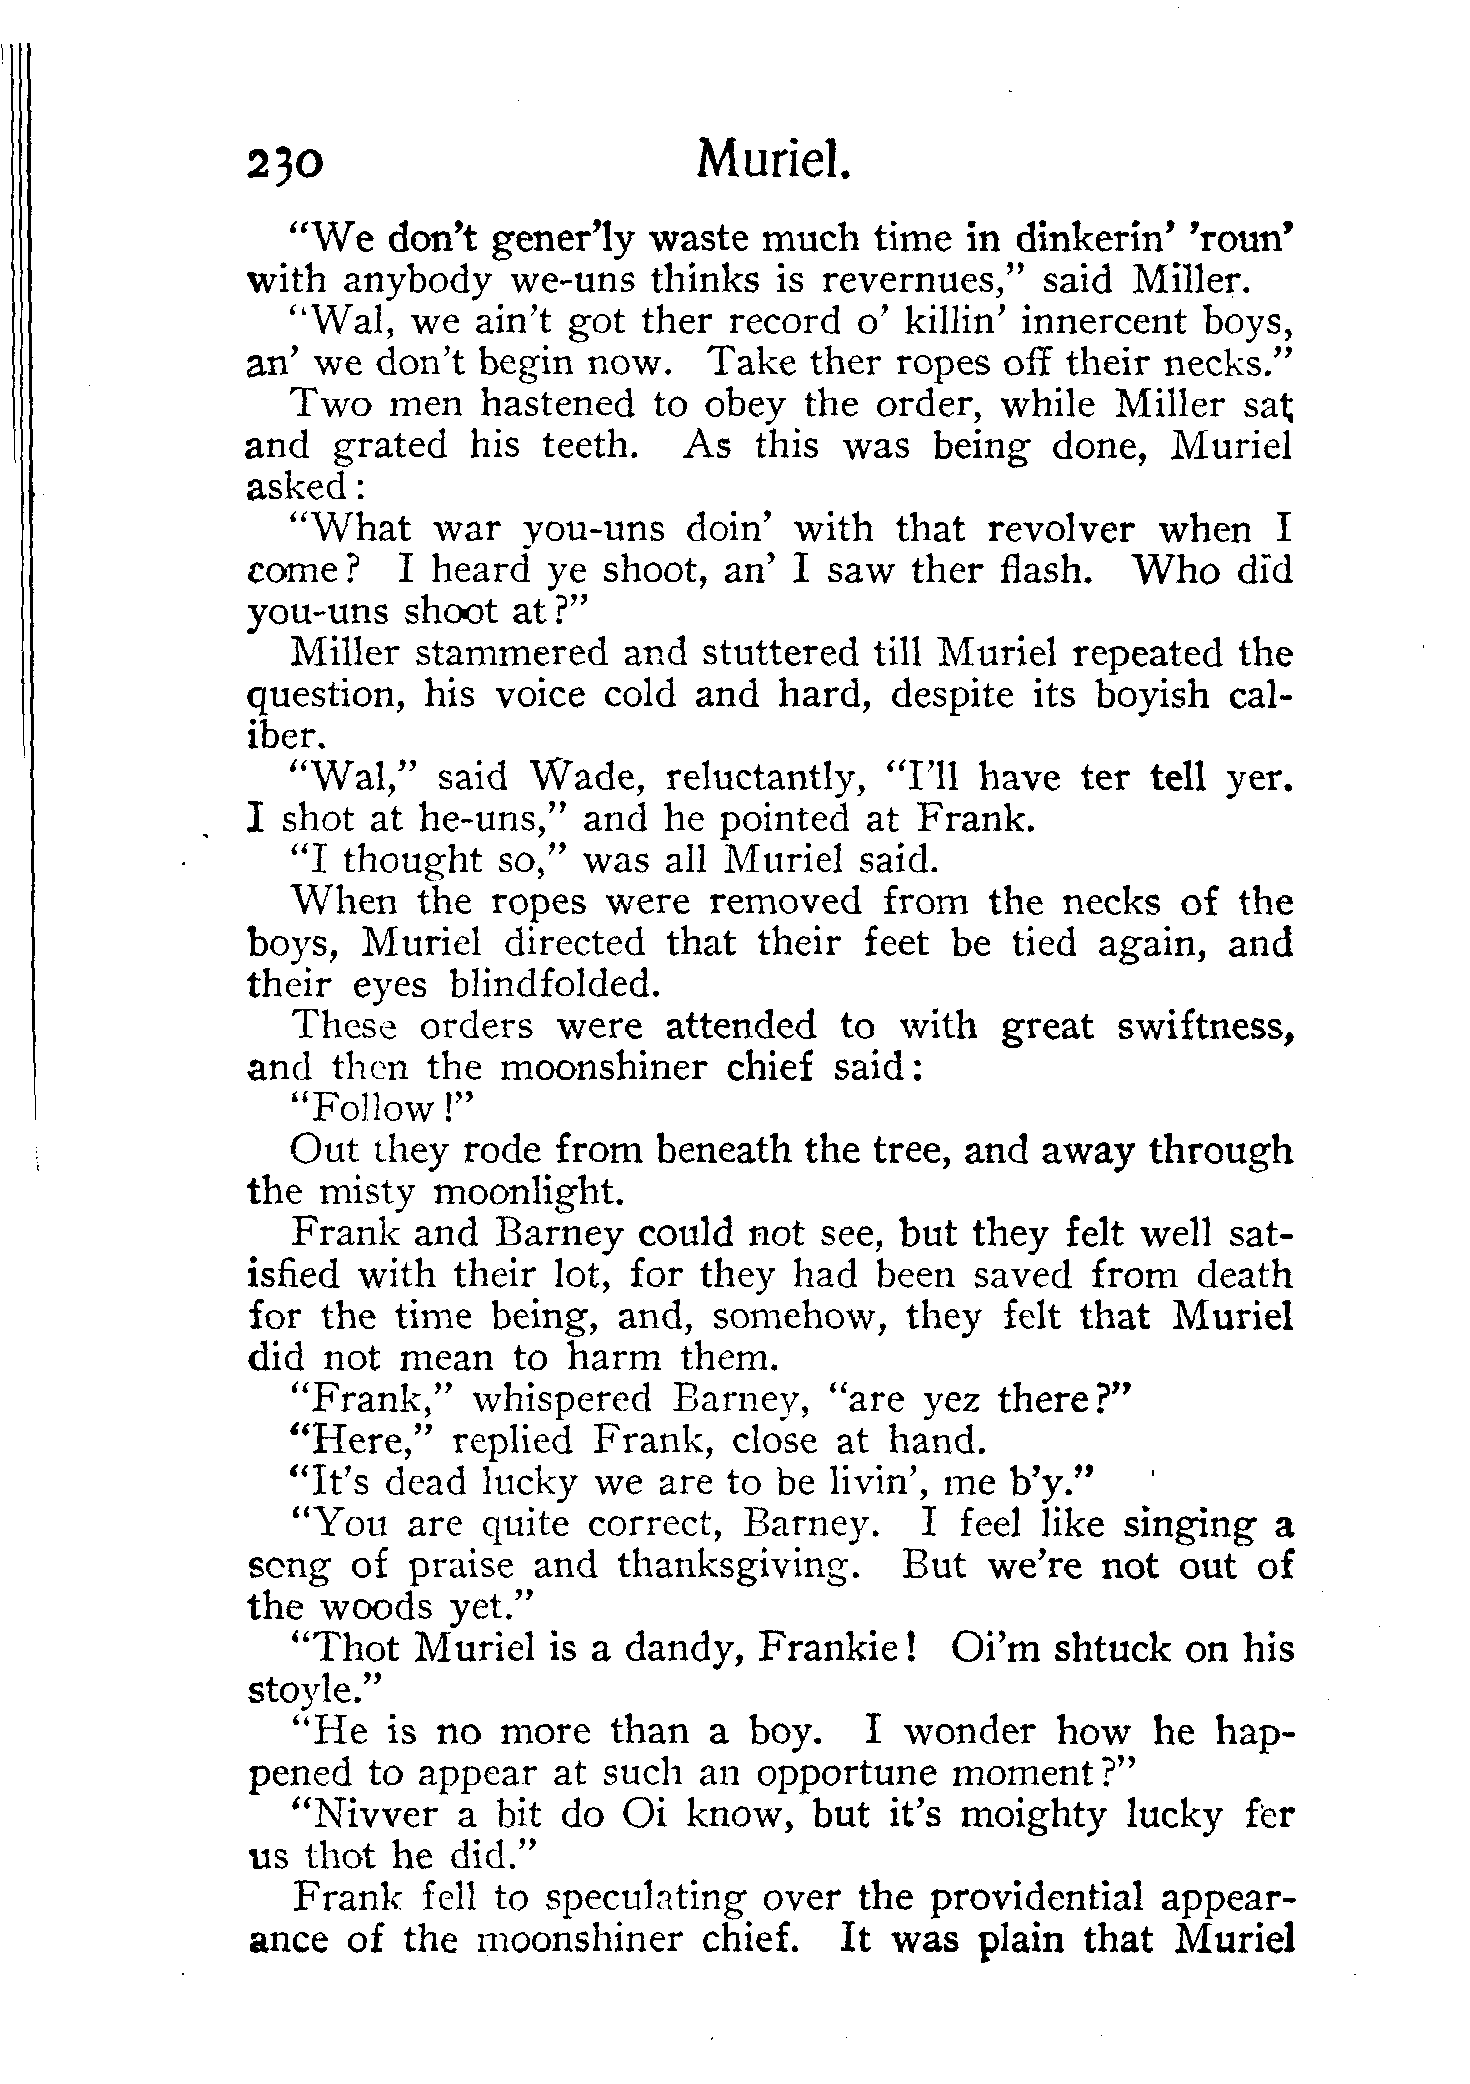 230 Muriel.
"We don't gener'ly waste much time in dinkerin' 'roun'
with anybody we-uns thinks is revernues," said Miller.
"Wal, we ain't got ther record o' killin' innercent boys,
an' we don't begin now. Take ther ropes off their necks."
Two men hastened to obey the order, while Miller sat
and grated his teeth. As this was being done, Muriel
asked:
"What war you-uns doin' with that revolver when I
come? I heard ye shoot, an' I saw ther flash. Who did
you-uns shoot at?"
Miller stammered and stuttered till Muriel repeated the
question, his voice cold and hard, despite its boyish cal-
iber.
"Wal," said Wade, reluctantly, "I'll have ter tell yer.
I shot at he-uns," and he pointed at Frank.
"I thought so," was all Muriel said.
When the ropes were removed from the necks of the
boys, Muriel directed that their feet be tied again, and
their eyes blindfolded.
These orders were attended to with great swiftness,
and then the moonshiner chief said:
"Follow!"
Out they rode from beneath the tree, and away through
the misty moonlight.
Frank and Barney could not see, but they felt well sat-
isfied with their lot, for they had been saved from death
for the time being, and, somehow, they felt that Muriel
did not mean to harm them.
"Frank," whispered Barney, "are yez there?"
"Here," replied Frank, close at hand.
"It's dead lucky we are to be livin', me b'y."
"You are quite correct, Barney. I feel like singing a
song of praise and thanksgiving. But we're not out of
the woods yet."
"Thot Muriel is a dandy, Frankie! Oi'm shtuck on his
stoyle."
"He is no more than a boy. I wonder how he hap-
pened to appear at such an opportune moment?"
"Nivver a bit do Oi know, but it's moighty lucky fer
us thot he did."
Frank fell to speculating over the providential appear-
ance of the moonshiner chief. It was plain that Muriel